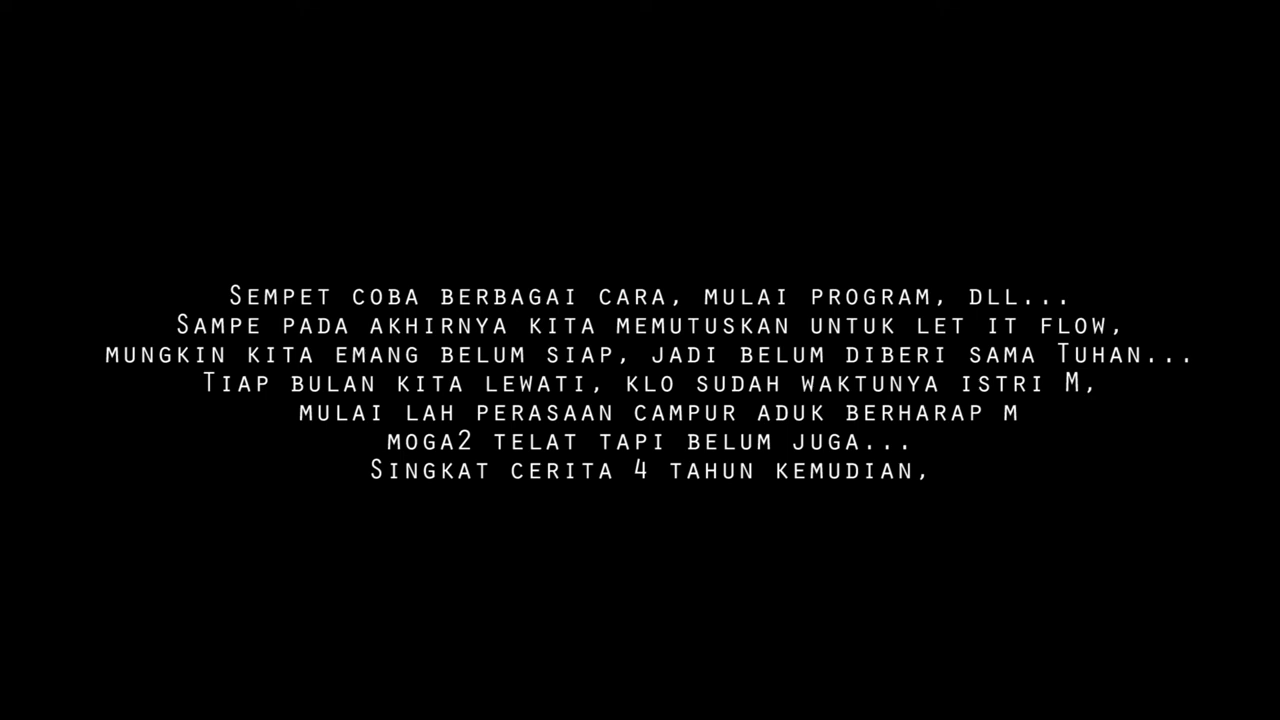 Sempet coba berbagai cara, mulai program, dll...
Sampe pada akhirnya kita memutuskan untuk let it flow,
mungkin kita emang belum siap, jadi belum diberi sama Tuhan...
Tiap bulan kita lewati, klo sudah waktunya istri M,
mulai lah perasaan campur aduk berharap m
moga2 telat tapi belum juga...
Singkat cerita 4 tahun kemudian,